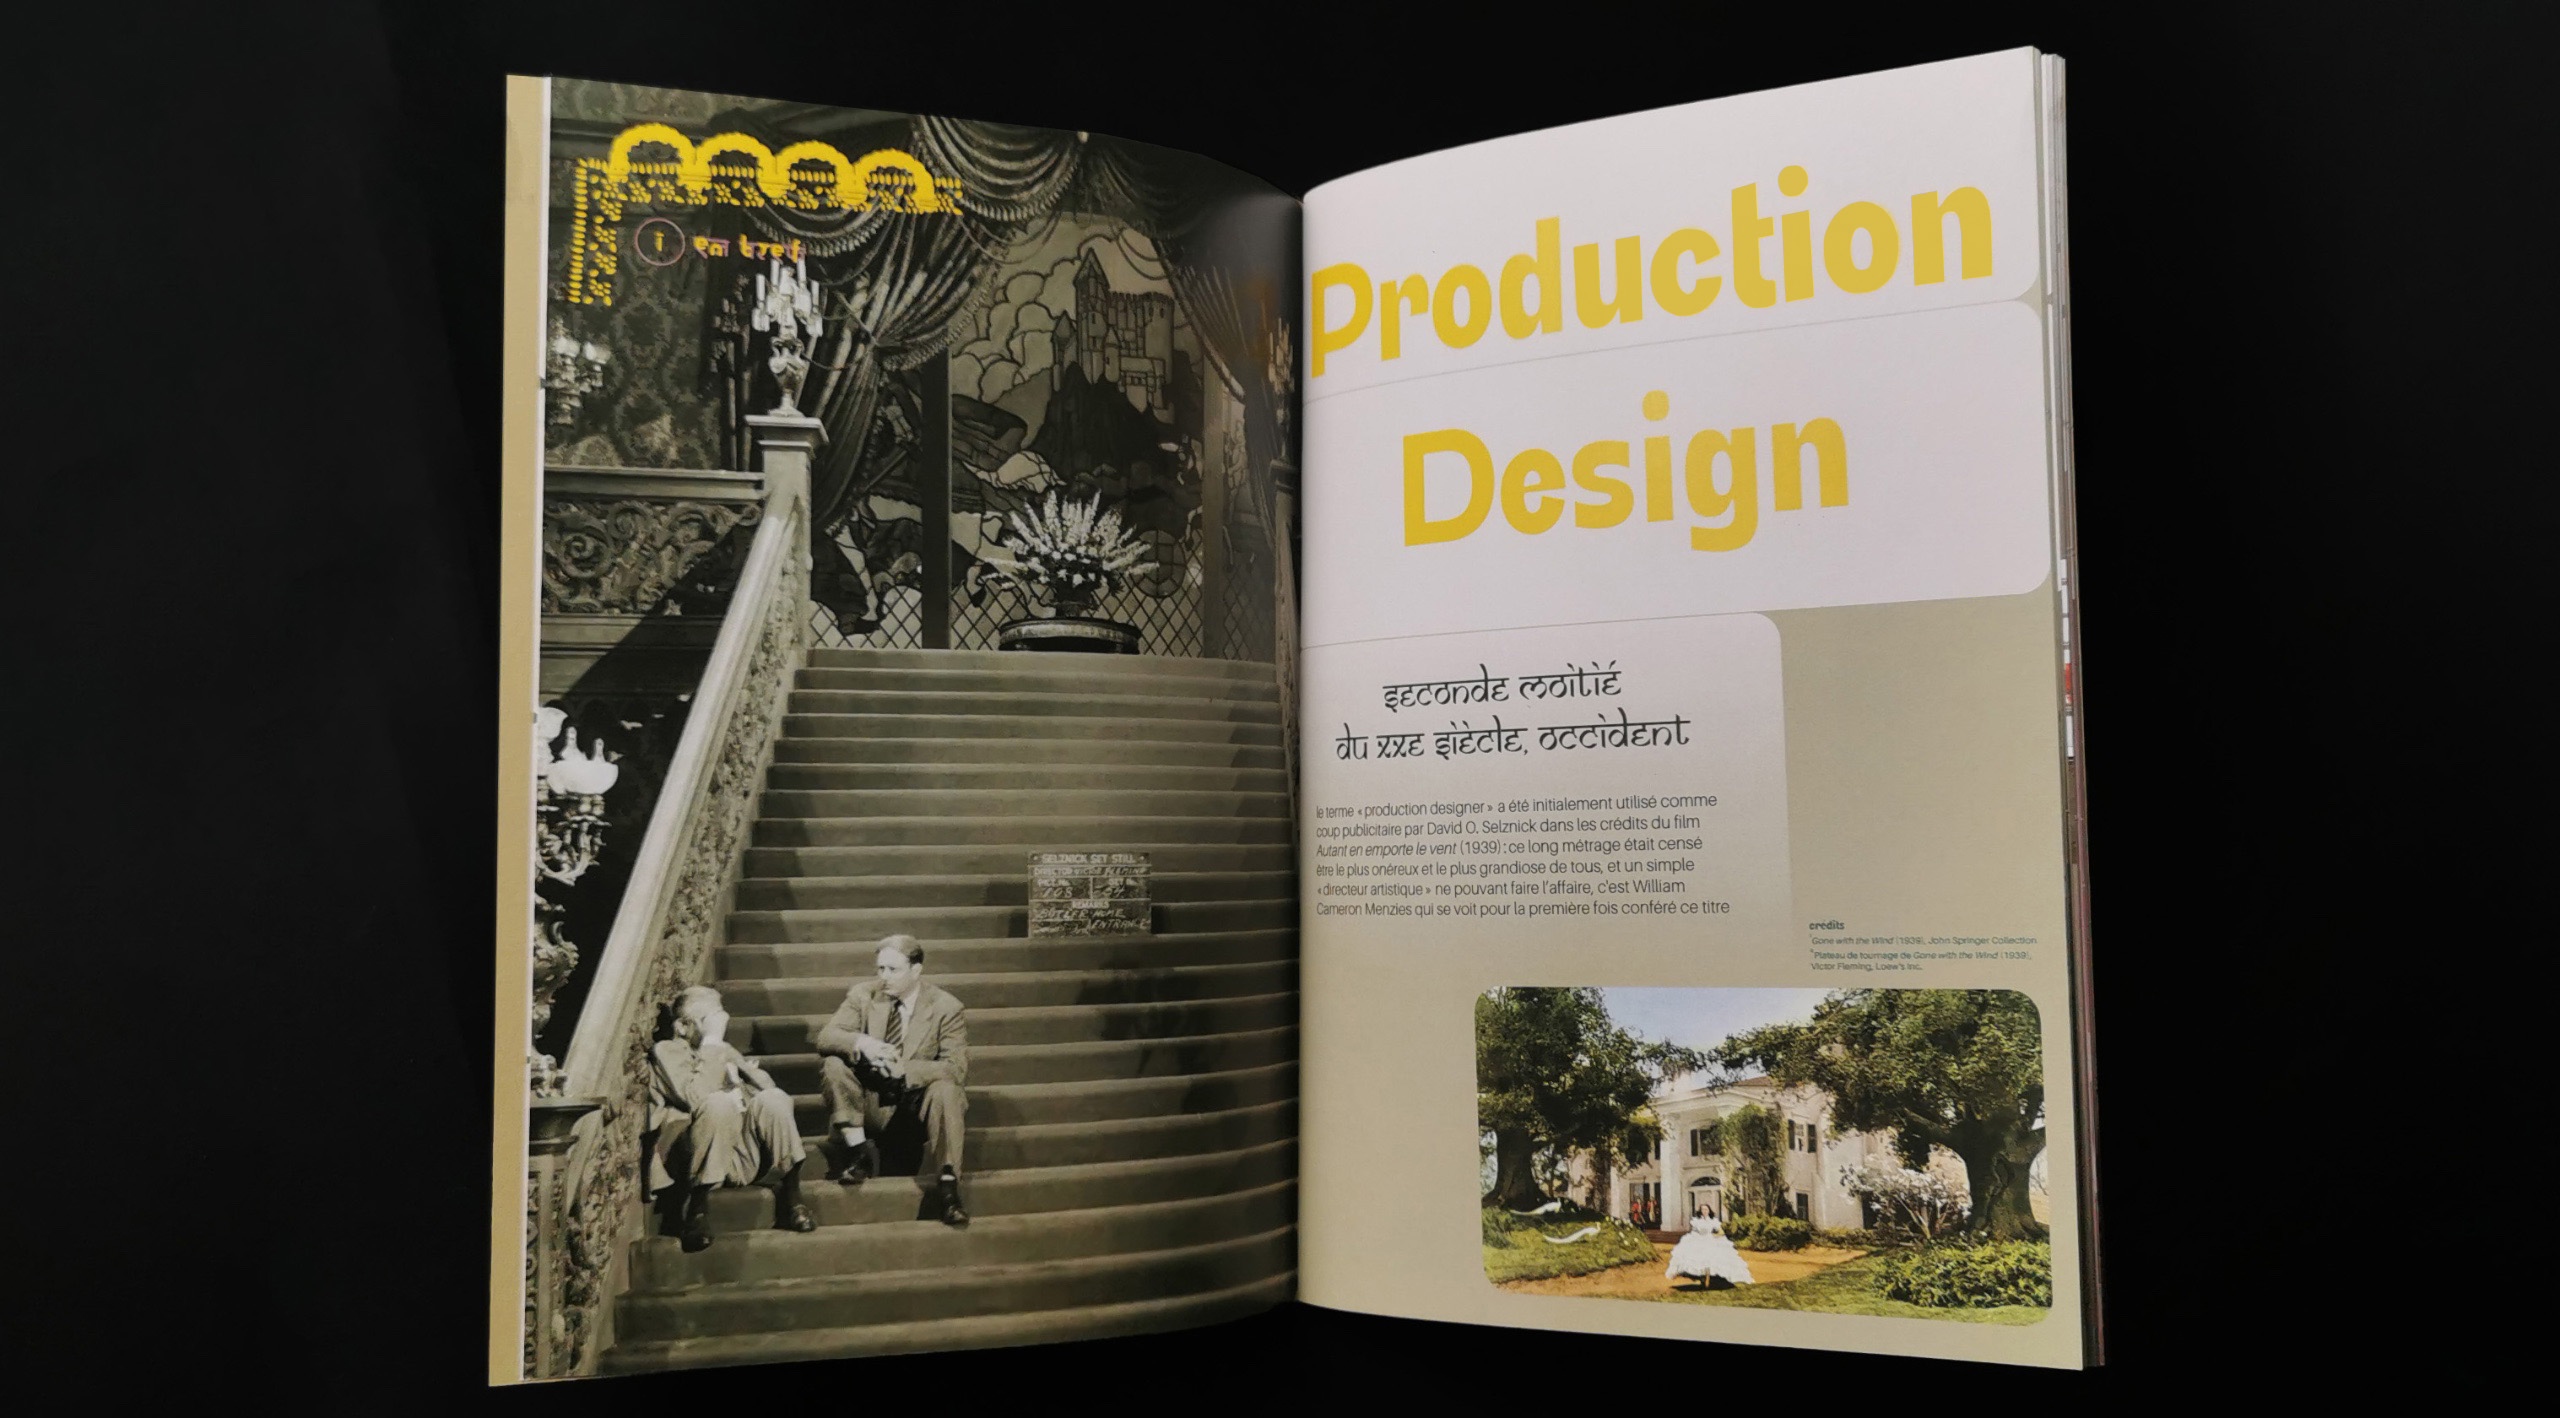 i en bref
SELZNICK SET STILL
DIRECTOR VICTOR FLEMING
PICT. No. SET No.
108
REMARKS
BUTLER HOME
ENTRANCE
Production
Design
seconde moitié
du xxe siècle, occident
le terme « production designer » a été initialement utilisé comme
coup publicitaire par David O. Selznick dans les crédits du film
Autant en emporte le vent (1939) : ce long métrage était censé
être le plus onéreux et le plus grandiose de tous, et un simple
« directeur artistique » ne pouvant faire l'affaire, c'est William
Cameron Menzies qui se voit pour la première fois conféré ce titre
crédits
Gone with the Wind (1939), John Springer Collection
Plateau de tournage de Gone with the Wind (1939),
Victor Fleming, Loew's Inc.